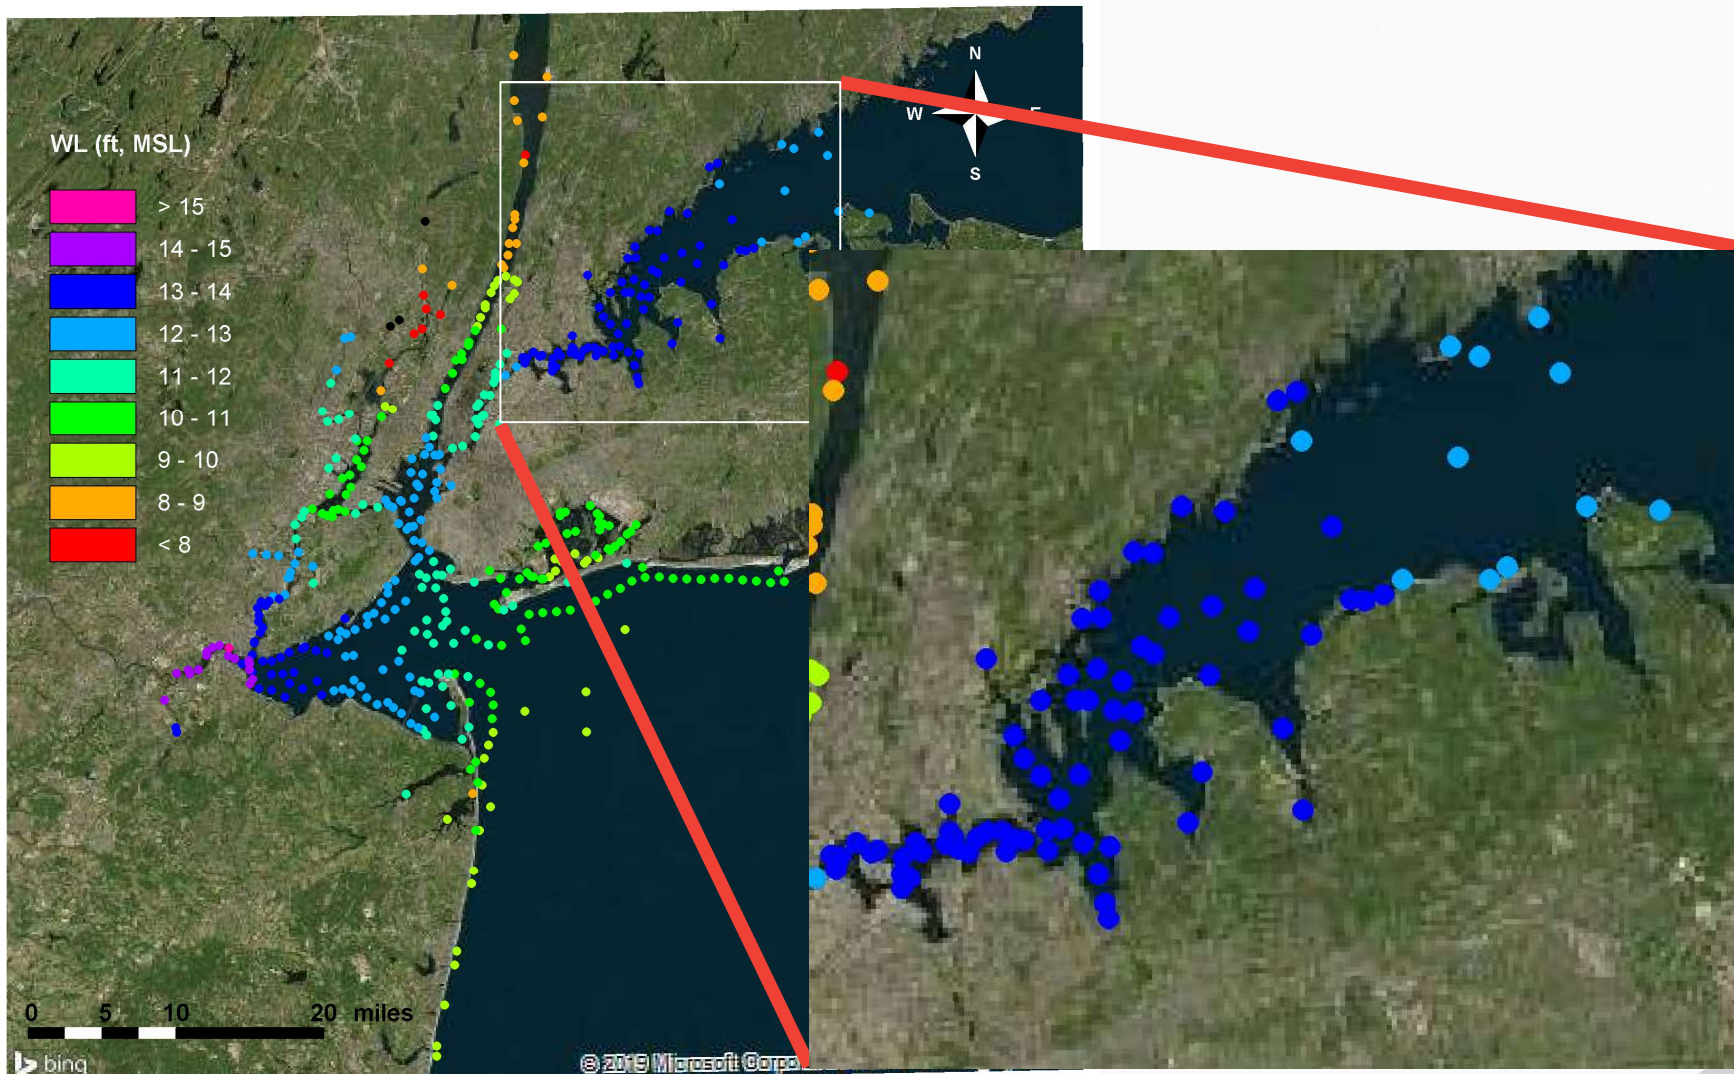 N
W E
S
WL (ft, MSL)
> 15
14 - 15
13 - 14
12 - 13
11 - 12
10 - 11
9 - 10
8 - 9
< 8
0 5 10 20 miles
bing
© 2015 Microsoft Corpo